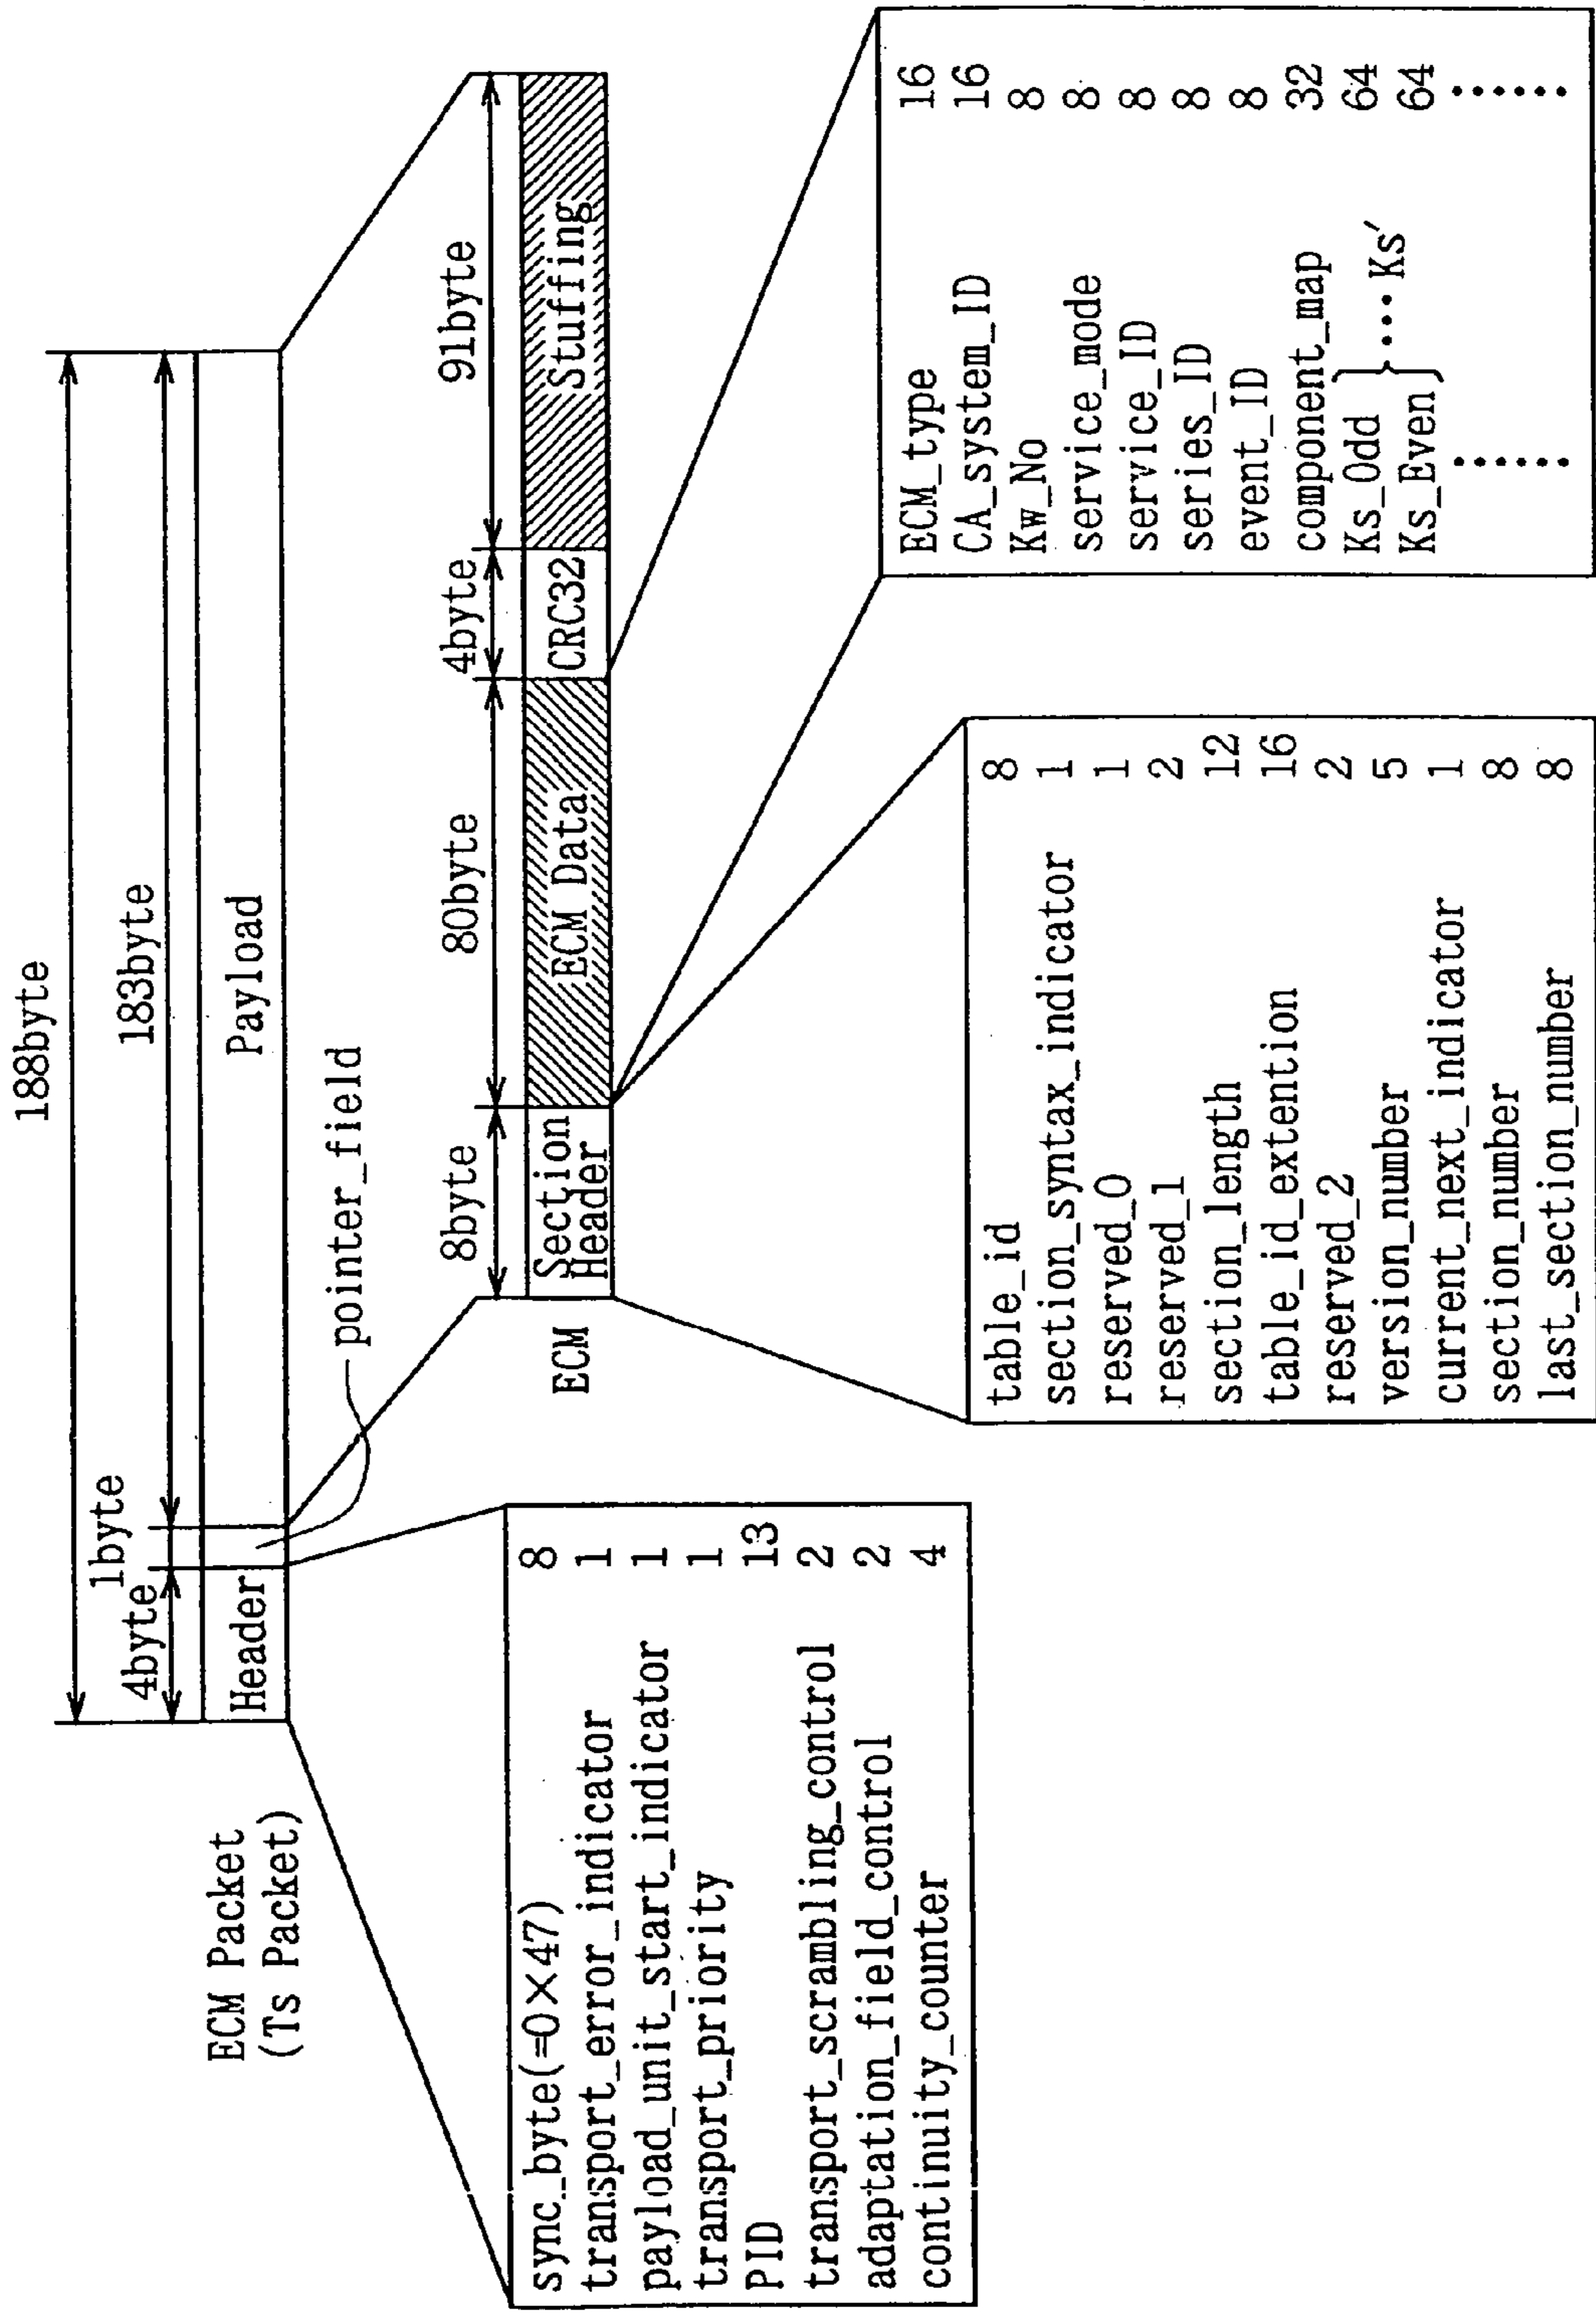 188byte
4byte
1byte
183byte
ECM Packet
(Ts Packet)
Header
Payload
pointer_field
8byte
80byte
4byte
91byte
ECM
Section
Header
ECM Data
CRC32
Stuffing
sync_byte(=0×47) 8
transport_error_indicator 1
payload_unit_start_indicator 1
transport_priority 1
PID 13
transport_scrambling_control 2
adaptation_field_control 2
continuity_counter 4
table_id 8
section_syntax_indicator 1
reserved_0 1
reserved_1 2
section_length 12
table_id_extention 16
reserved_2 2
version_number 5
current_next_indicator 1
section_number 8
last_section_number 8
ECM_type 16
CA_system_ID 16
Kw_No 8
service_mode 8
service_ID 8
series_ID 8
event_ID 8
component_map 32
Ks_Odd 64
Ks_Even 64
···· Ks′
······ ······